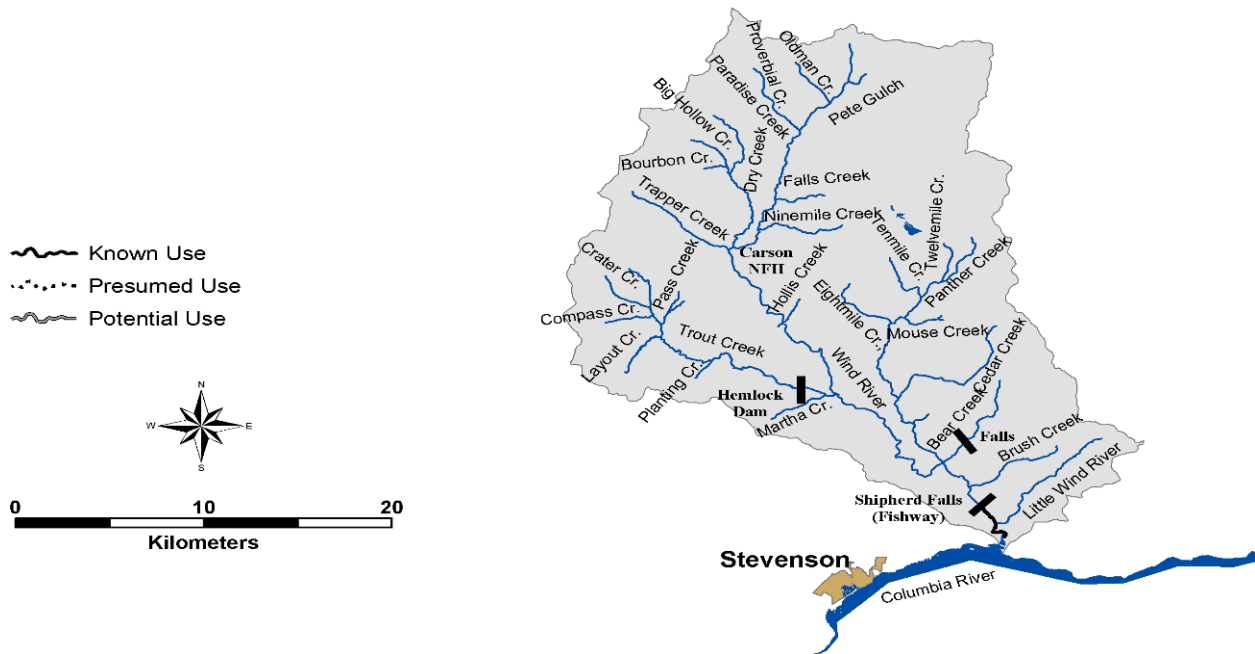 Proverbial Cr.
Oldman Cr.
Paradise Creek
Big Hollow Cr.
Pete Gulch
Bourbon Cr.
Dry Creek
Falls Creek
Trapper Creek
Ninemile Creek
Tenmile Cr.
Twelvemile Cr.
Known Use
Presumed Use
Potential Use
Crater Cr.
Pass Creek
Carson
NFH
Hollis Creek
Panther Creek
Eightmile Cr.,
Compass Cr.
Mouse Creek
Layout Cr.
Trout Creek
Wind River
Cedar Creek
Planting Cr.
Hemlock
Dam
Martha Cr.
Bear Creek
Falls
Brush Creek
N
W
E
S
Shipherd Falls
(Fishway)
Little Wind River
0
10
20
Kilometers
Stevenson
Columbia River